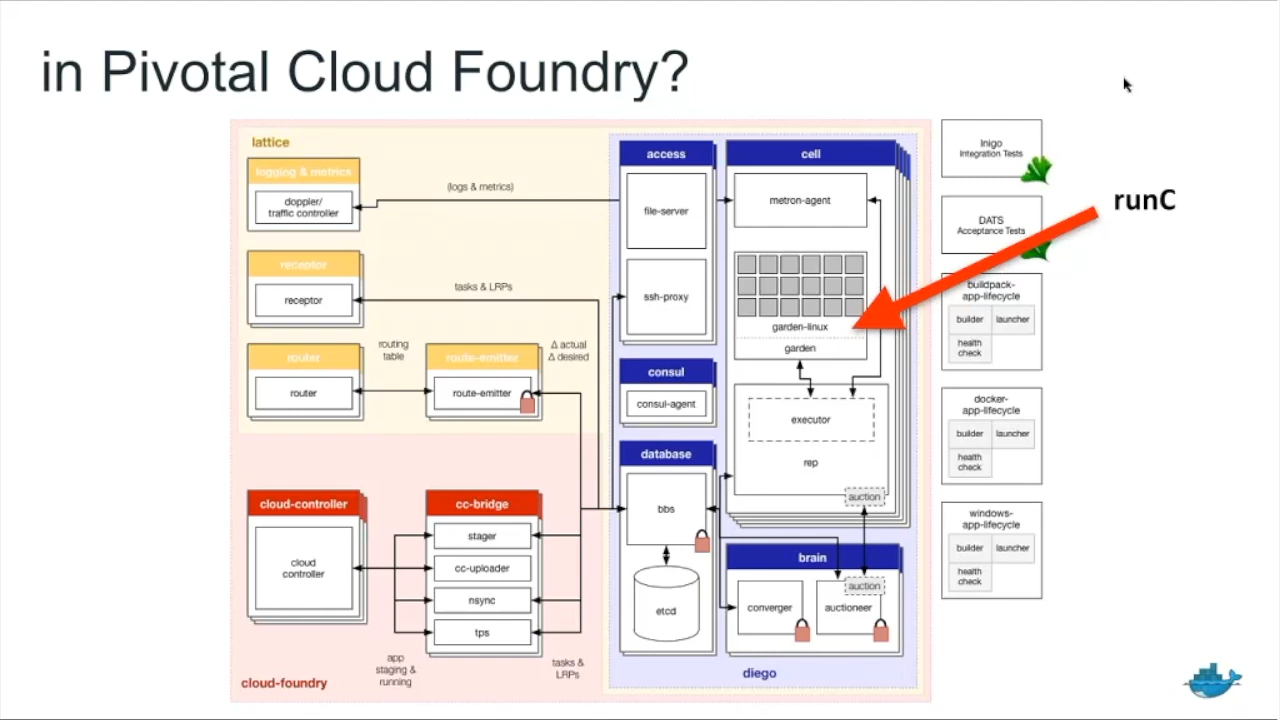 in Pivotal Cloud Foundry?
lattice
logging & metrics
doppler/
traffic controller
(logs & metrics)
receptor
receptor
tasks & LRPs
router
router
routing
table
route-emitter
route-emitter
Δ actual
Δ desired
access
file-server
ssh-proxy
consul
consul-agent
database
bbs
etcd
cell
metron-agent
garden-linux
garden
executor
rep
auction
brain
auction
converger
auctioneer
diego
cloud-controller
cloud
controller
cc-bridge
stager
cc-uploader
nsync
tps
app
staging &
running
tasks &
LRPs
cloud-foundry
Inigo
Integration Tests
runC
DATS
Acceptance Tests
buildpack-
app-lifecycle
builder
launcher
health
check
docker-
app-lifecycle
builder
launcher
health
check
windows-
app-lifecycle
builder
launcher
health
check